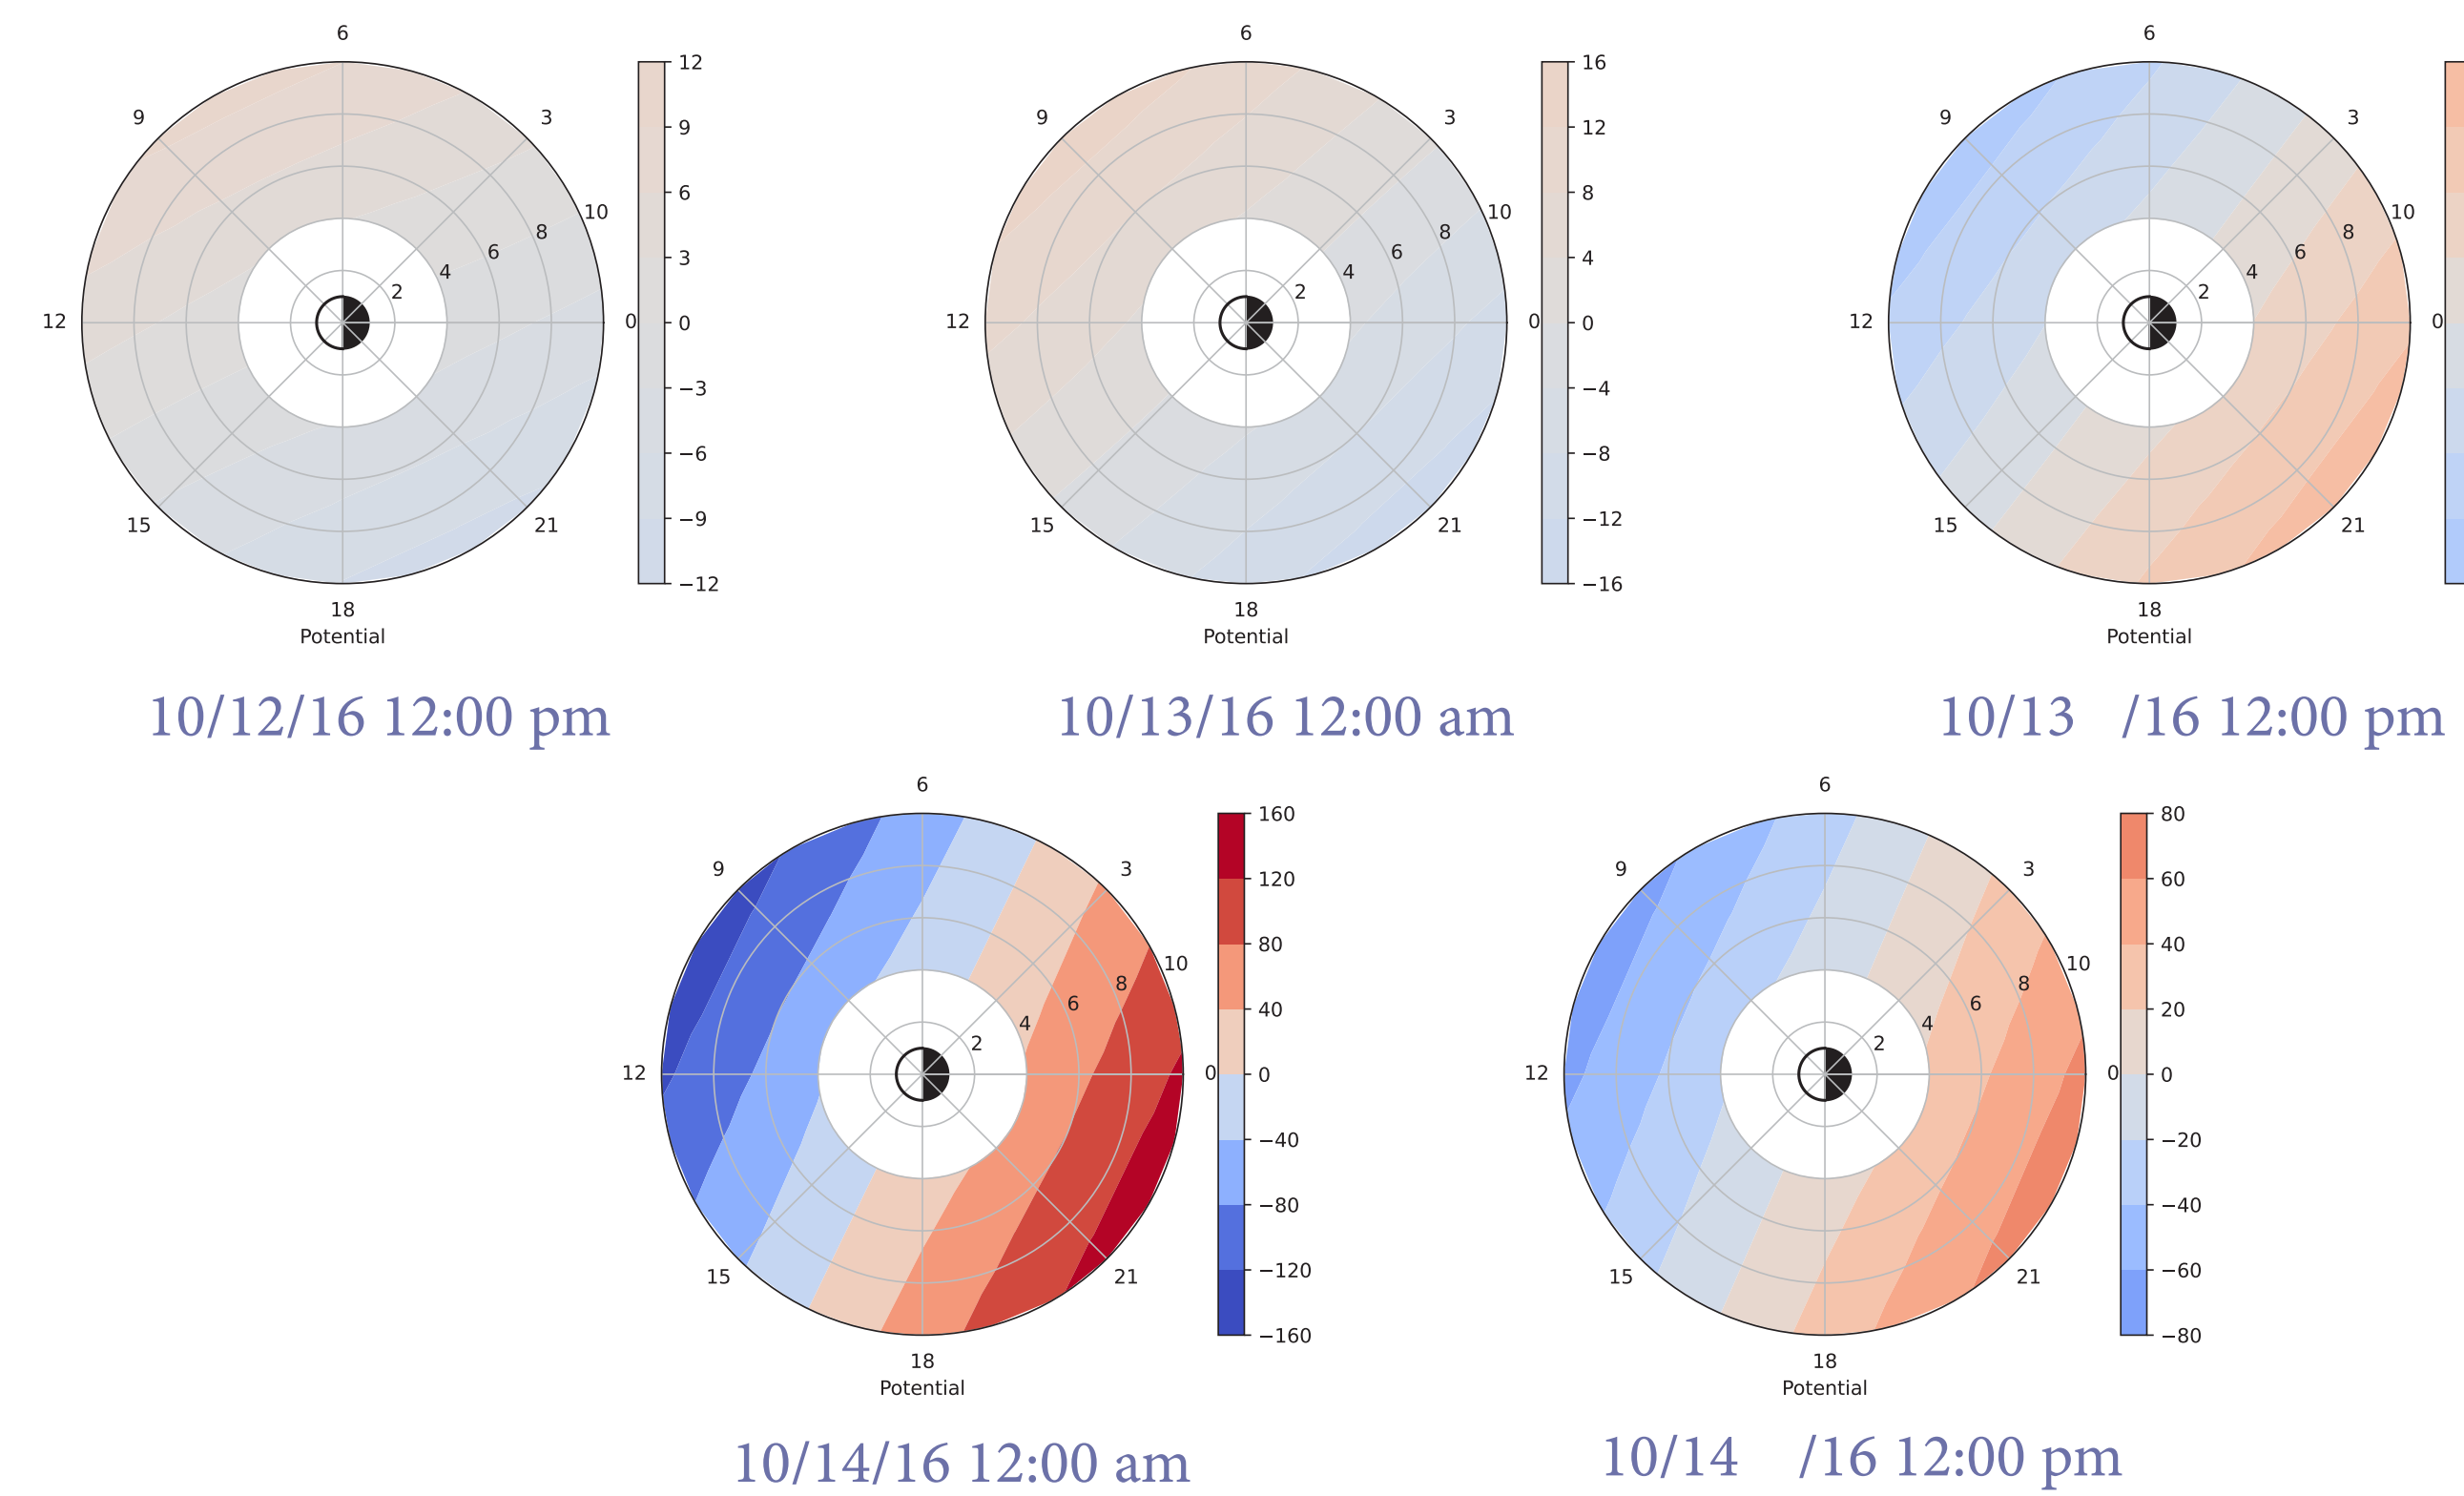 6 6 6
9 3 9 3 9 3
10 10 10
8 8 8
6 6 6
4 4 4
2 2 2
12 0 12 0 12 0
15 21 15 21 15 21
18 18 18
Potential Potential Potential
12
9
6
3
0
−3
−6
−9
−12
16
12
8
4
0
−4
−8
−12
−16
10/12/16 12:00 pm 10/13/16 12:00 am 10/13 /16 12:00 pm
6 6
9 3 9 3
10 10
8 8
6 6
4 4
2 2
12 0 12 0
15 21 15 21
18 18
Potential Potential
160
120
80
40
0
−40
−80
−120
−160
80
60
40
20
0
−20
−40
−60
−80
10/14/16 12:00 am 10/14 /16 12:00 pm